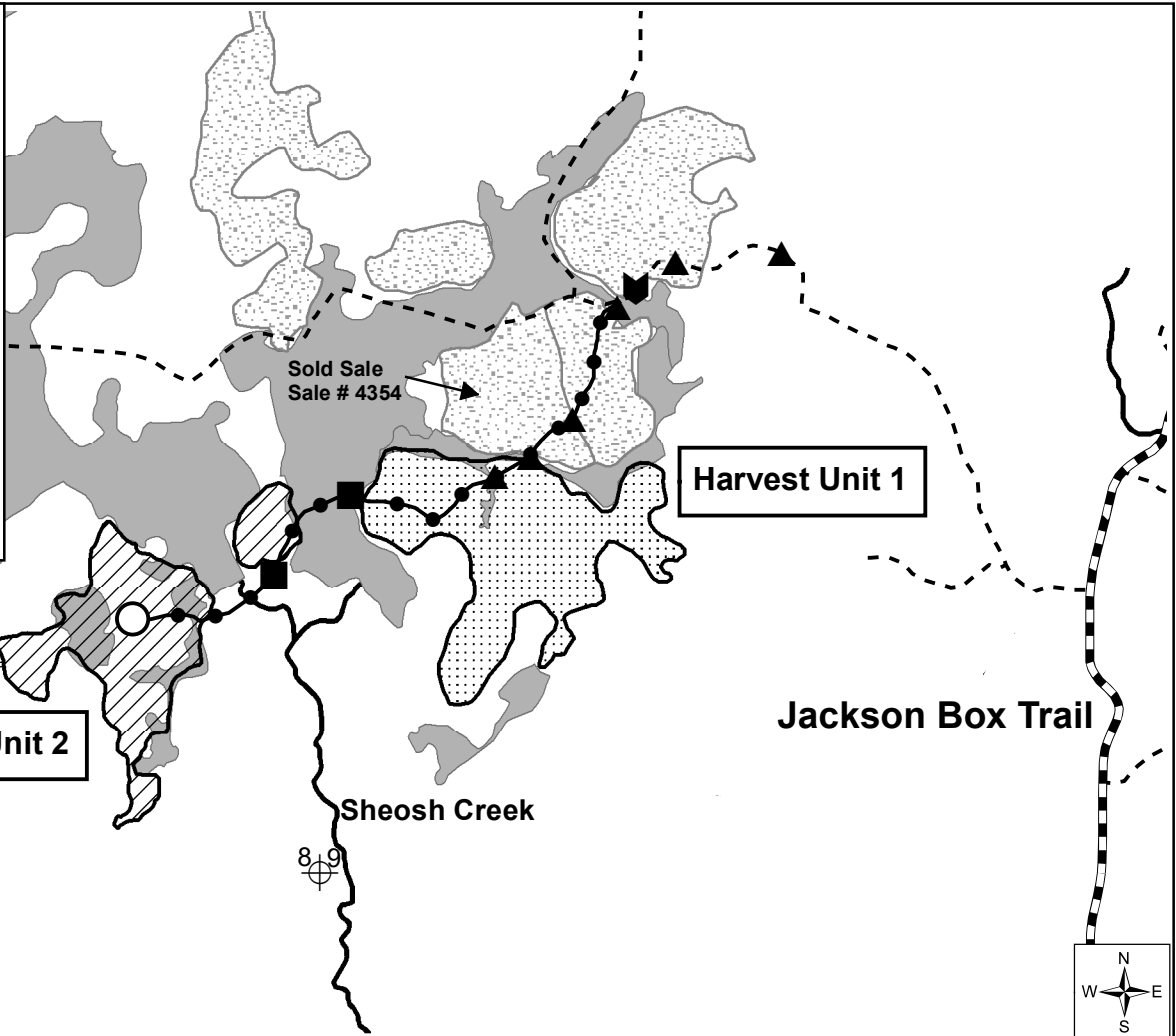 Sold Sale
Sale # 4354
Harvest Unit 1
Unit 2
Jackson Box Trail
Sheosh Creek
8 9
N
W E
S